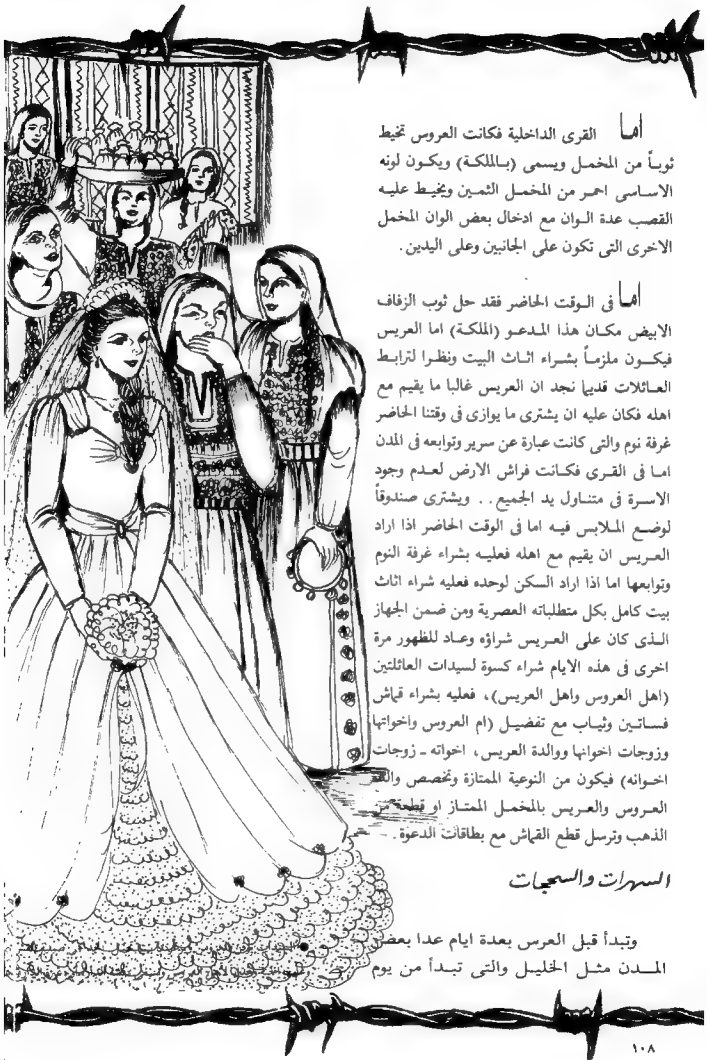 اما القرى الداخلية فكانت العروس تخيط
ثوباً من المخمل ويسمى (بالملكة) ويكون لونه
الاساسى احمر من المخمل الثمين ويخيط عليه
القصب عدة الوان مع ادخال بعض الوان المخمل
الاخرى التى تكون على الجانبين وعلى اليدين.
اما فى الوقت الحاضر فقد حل ثوب الزفاف
الابيض مكان هذا المدعو (الملكة) اما العريس
فيكون ملزماً بشراء اثاث البيت ونظرا لترابط
العائلات قديما نجد ان العريس غالبا ما يقيم مع
اهله فكان عليه ان يشترى ما يوازى فى وقتنا الحاضر
غرفة نوم والتى كانت عبارة عن سرير وتوابعه فى المدن
اما فى القرى فكانت فراش الارض لعدم وجود
الاسرة فى متناول يد الجميع .. ويشترى صندوقاً
لوضع الملابس فيه اما فى الوقت الحاضر اذا اراد
العريس ان يقيم مع اهله فعليه بشراء غرفة النوم
وتوابعها اما اذا اراد السكن لوحده فعليه شراء اثاث
بيت كامل بكل متطلباته العصرية ومن ضمن الجهاز
الذى كان على العريس شراؤه وعاد للظهور مرة
اخرى فى هذه الايام شراء كسوة لسيدات العائلتين
(اهل العروس واهل العريس)، فعليه بشراء قماش
فساتين وثياب مع تفضيل (ام العروس واخواتها
وزوجات اخوانها ووالدة العريس، اخواته ـ زوجات
اخوانه) فيكون من النوعية الممتازة وتخصص
العروس والعريس بالمخمل الممتاز او قطعة من
الذهب وترسل قطع القماش مع بطاقات الدعوة.
السهرات والسحجات
وتبدأ قبل العرس بعدة ايام عدا بعض
المدن مثل الخليل والتى تبدأ من يوم
١٠٨